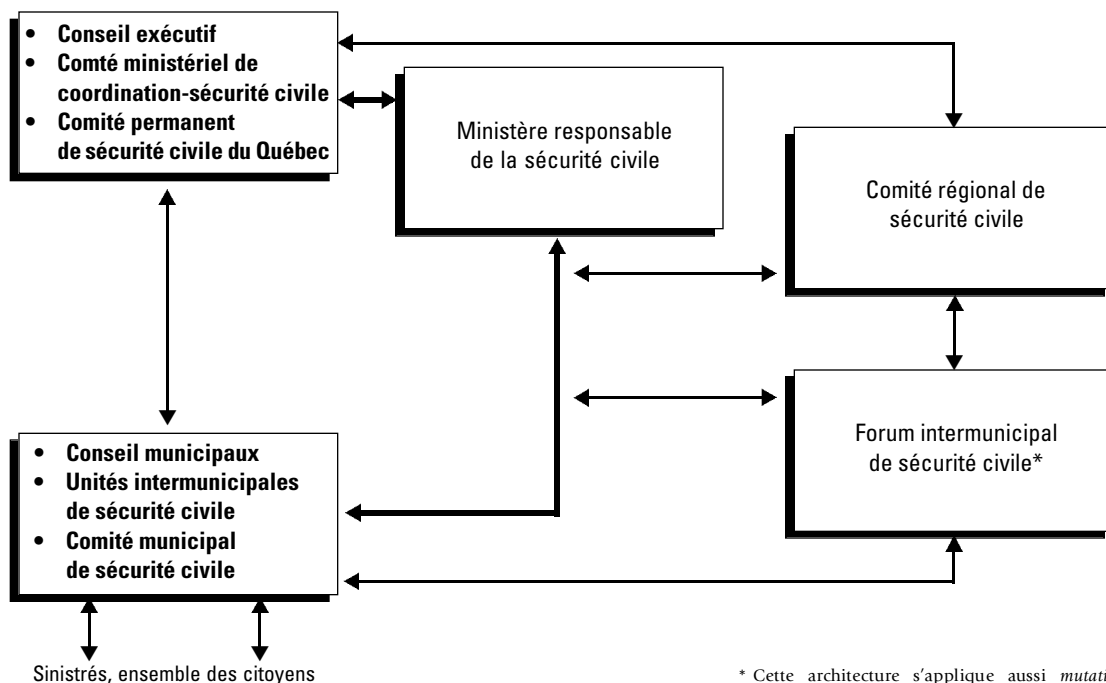 • Conseil exécutif
• Comté ministériel de
coordination-sécurité civile
• Comité permanent
de sécurité civile du Québec
Ministère responsable
de la sécurité civile
Comité régional de
sécurité civile
Forum intermunicipal
de sécurité civile*
• Conseil municipaux
• Unités intermunicipales
de sécurité civile
• Comité municipal
de sécurité civile
Sinistrés, ensemble des citoyens
* Cette architecture s'applique aussi mutati